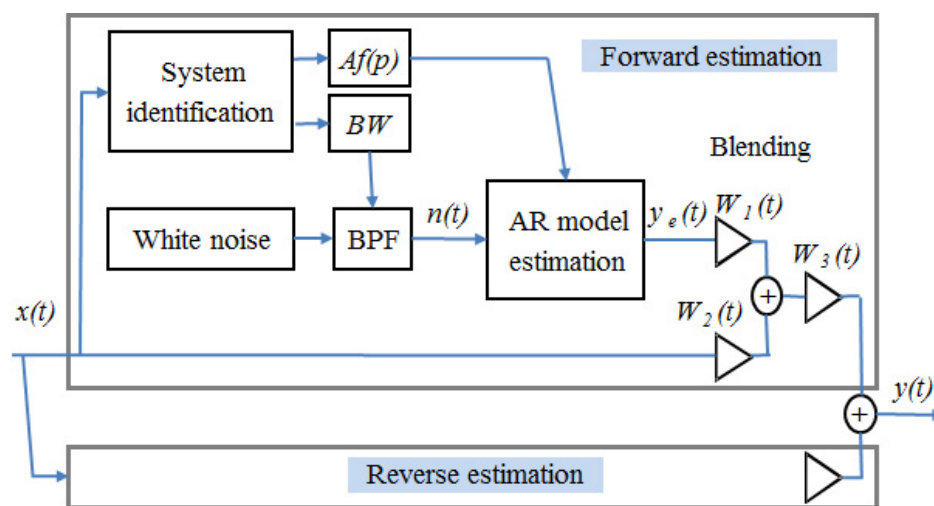 System
identification
Af(p)
BW
Forward estimation
Blending
White noise
BPF
n(t)
AR model
estimation
y e (t)
W 1 (t)
W 3 (t)
+
x(t)
W 2 (t)
y(t)
+
Reverse estimation